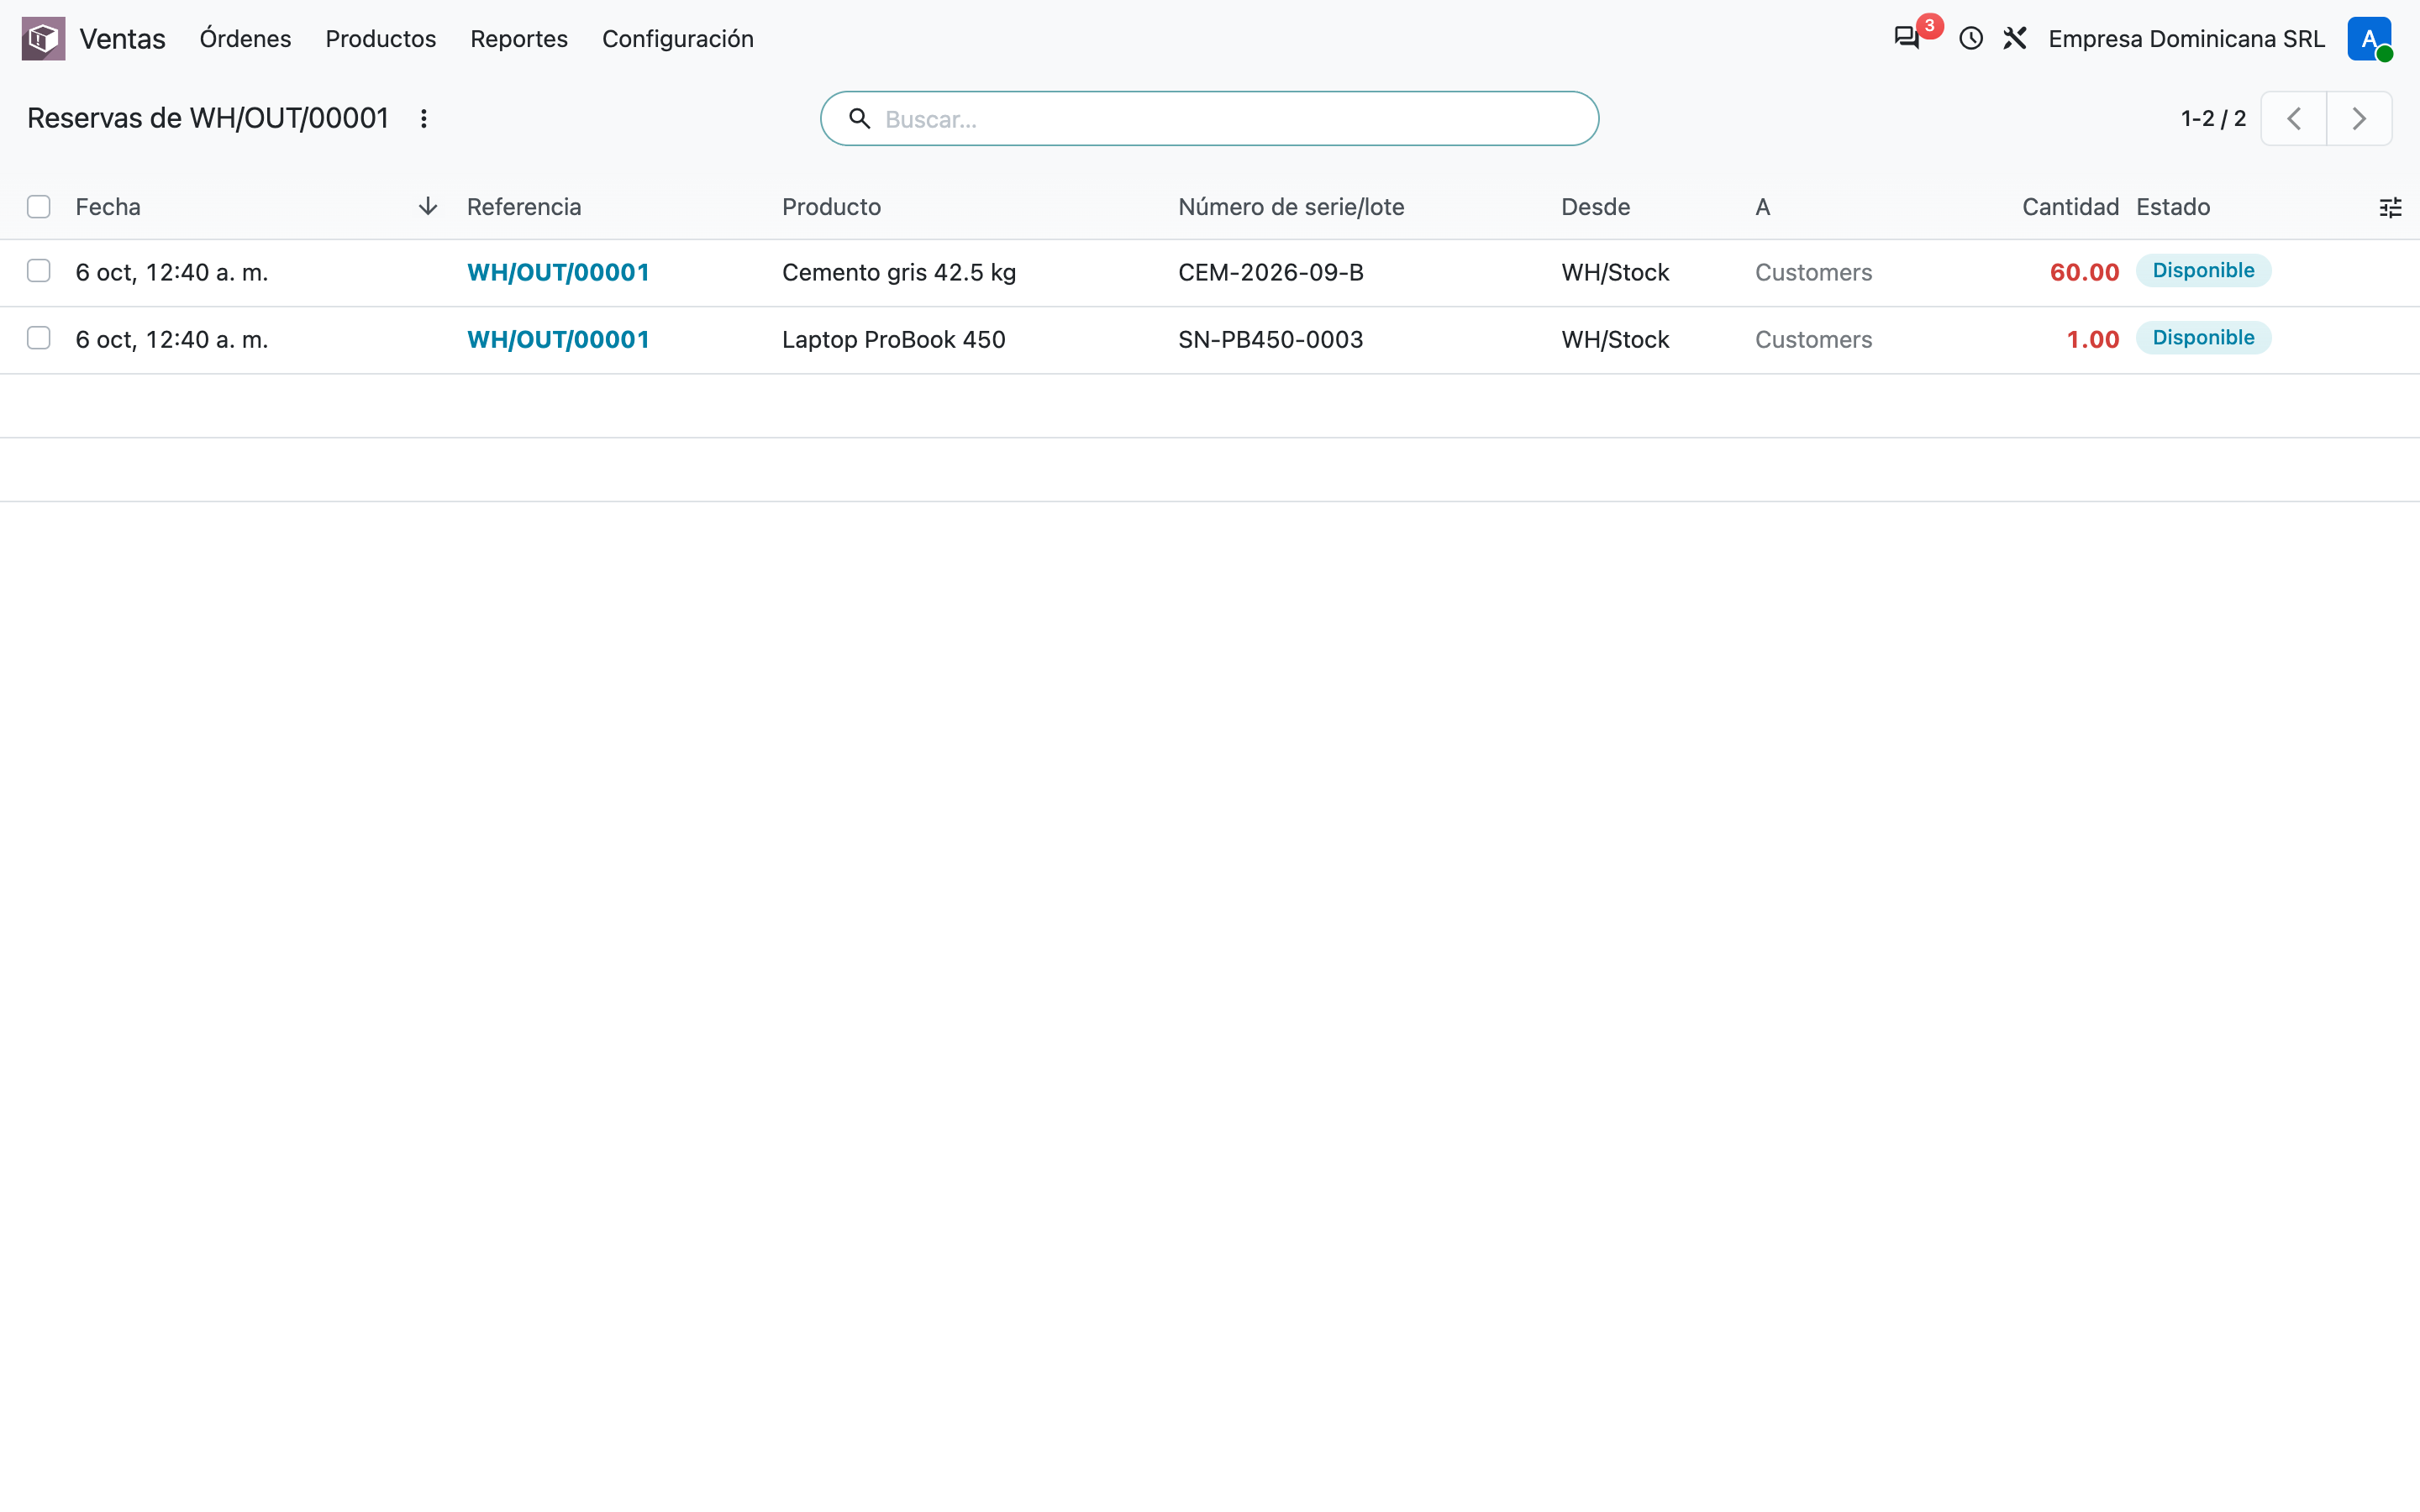 Ventas Órdenes Productos Reportes Configuración 3 Empresa Dominicana SRL A
Reservas de WH/OUT/00001 Buscar... 1-2 / 2
Fecha Referencia Producto Número de serie/lote Desde A Cantidad Estado
6 oct, 12:40 a. m. WH/OUT/00001 Cemento gris 42.5 kg CEM-2026-09-B WH/Stock Customers 60.00 Disponible
6 oct, 12:40 a. m. WH/OUT/00001 Laptop ProBook 450 SN-PB450-0003 WH/Stock Customers 1.00 Disponible